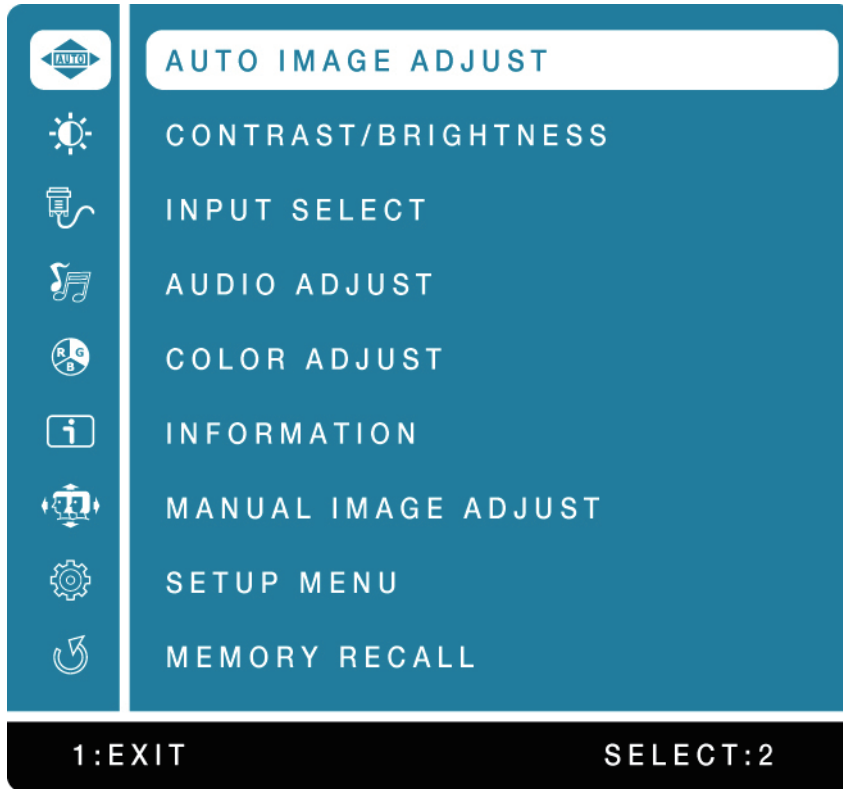 AUTO AUTO IMAGE ADJUST
CONTRAST/BRIGHTNESS
INPUT SELECT
AUDIO ADJUST
R G B COLOR ADJUST
i INFORMATION
MANUAL IMAGE ADJUST
SETUP MENU
MEMORY RECALL
1:EXIT SELECT:2